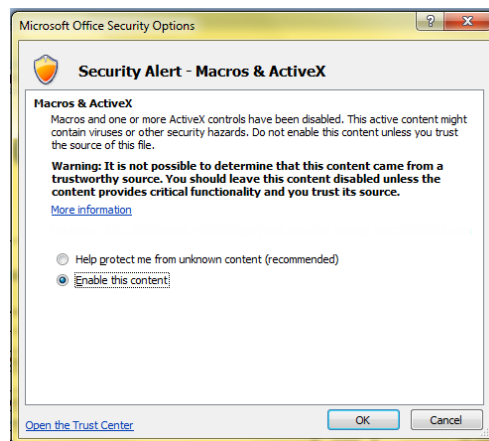 Microsoft Office Security Options
Security Alert - Macros & ActiveX
Macros & ActiveX
Macros and one or more ActiveX controls have been disabled. This active content might
contain viruses or other security hazards. Do not enable this content unless you trust
the source of this file.
Warning: It is not possible to determine that this content came from a
trustworthy source. You should leave this content disabled unless the
content provides critical functionality and you trust its source.
More information
Help protect me from unknown content (recommended)
Enable this content
Open the Trust Center
OK
Cancel